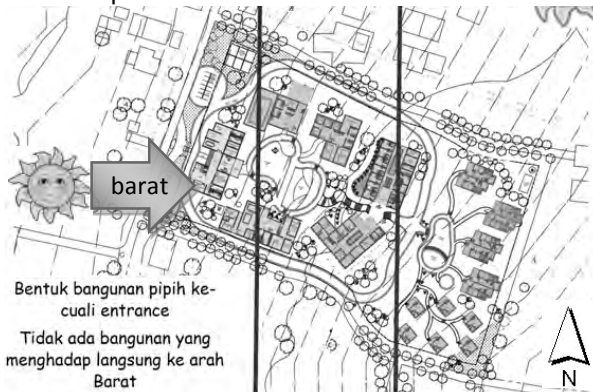 barat
Bentuk bangunan pipih ke-
cuali entrance
Tidak ada bangunan yang
menghadap langsung ke arah
Barat
N